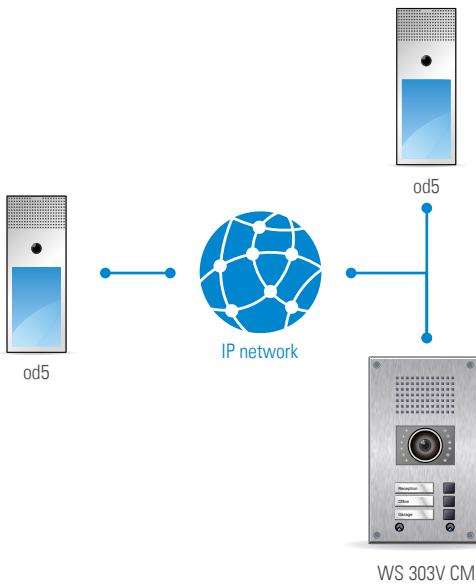 od5
od5
IP network
Reception
Office
Garage
WS 303V CM